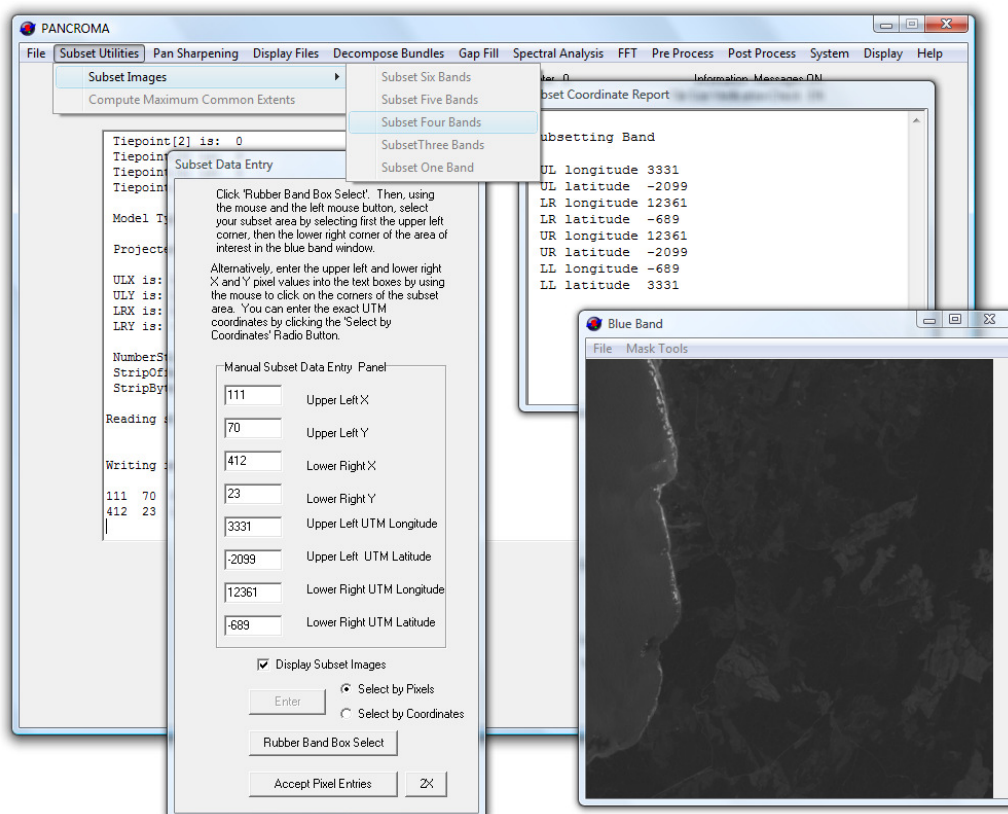 PANCROMA
File Subset Utilities Pan Sharpening Display Files Decompose Bundles Gap Fill Spectral Analysis FFT Pre Process Post Process System Display Help
Subset Images
Compute Maximum Common Extents
Subset Six Bands
Subset Five Bands
Subset Four Bands
SubsetThree Bands
Subset One Band
0 Information Messages ON
Tiepoint[2] is: 0
Model
ULX is:
ULY is:
LRX is:
LRY is:
Reading
Writing
111 70
412 23
Subset Data Entry
Click 'Rubber Band Box Select'. Then, using
the mouse and the left mouse button, select
your subset area by selecting first the upper left
corner, then the lower right corner of the area of
interest in the blue band window.
Alternatively, enter the upper left and lower right
X and Y pixel values into the text boxes by using
the mouse to click on the corners of the subset
area. You can enter the exact UTM
coordinates by clicking the 'Select by
Coordinates' Radio Button.
Manual Subset Data Entry Panel
111 Upper Left X
70 Upper Left Y
412 Lower Right X
23 Lower Right Y
3331 Upper Left UTM Longitude
-2099 Upper Left UTM Latitude
12361 Lower Right UTM Longitude
-689 Lower Right UTM Latitude
Display Subset Images
Enter
Select by Pixels
Select by Coordinates
Rubber Band Box Select
Accept Pixel Entries 2X
Coordinate Report
Band
UL longitude 3331
UL latitude -2099
LR longitude 12361
LR latitude -689
UR longitude 12361
UR latitude -2099
LL longitude -689
LL latitude 3331
Blue Band
File Mask Tools